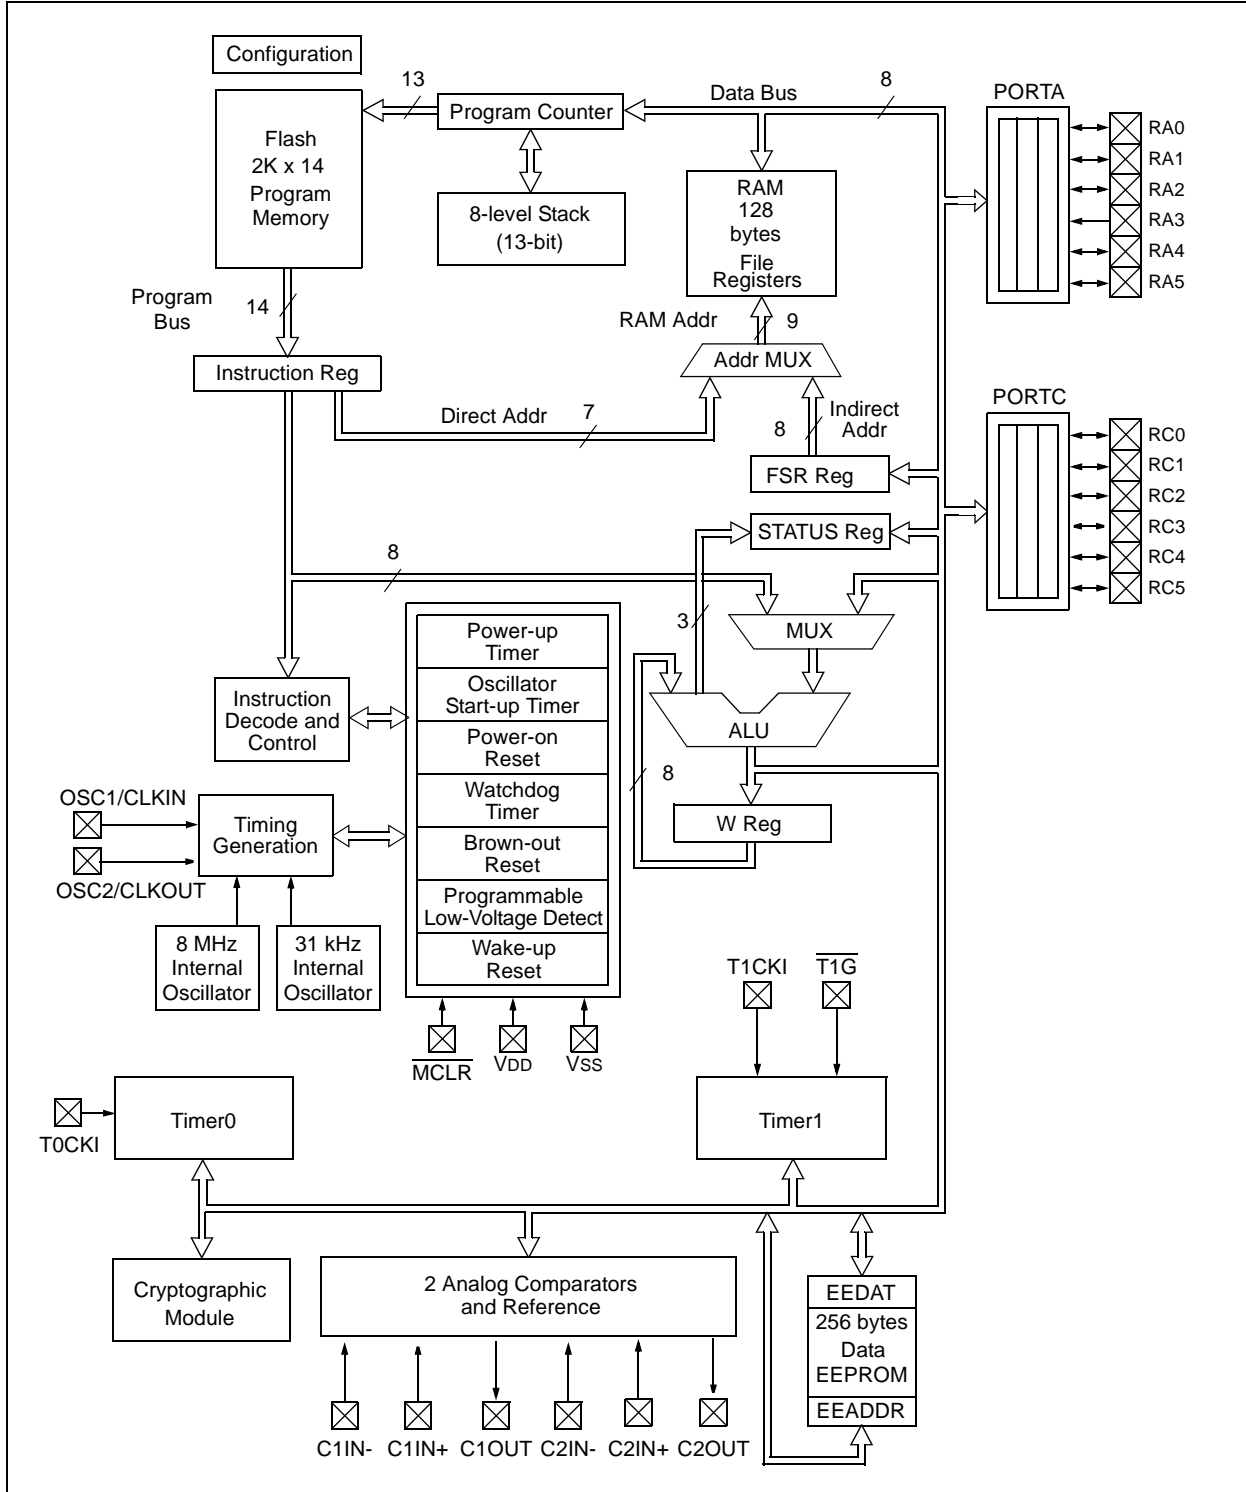 Configuration
13
Program Counter
Data Bus
8
PORTA
Flash
2K x 14
Program
Memory
8-level Stack
(13-bit)
RAM
128
bytes
File
Registers
RA0
RA1
RA2
RA3
RA4
RA5
Program
Bus
14
RAM Addr
9
Addr MUX
Instruction Reg
Direct Addr
7
8
Indirect
Addr
FSR Reg
STATUS Reg
PORTC
RC0
RC1
RC2
RC3
RC4
RC5
8
3
MUX
Power-up
Timer
Oscillator
Start-up Timer
Power-on
Reset
Watchdog
Timer
Brown-out
Reset
Programmable
Low-Voltage Detect
Wake-up
Reset
Instruction
Decode and
Control
ALU
8
W Reg
OSC1/CLKIN
Timing
Generation
OSC2/CLKOUT
8 MHz
Internal
Oscillator
31 kHz
Internal
Oscillator
MCLR
VDD
VSS
T1CKI
T1G
T0CKI
Timer0
Timer1
Cryptographic
Module
2 Analog Comparators
and Reference
EEDAT
256 bytes
Data
EEPROM
EEADDR
C1IN-
C1IN+
C1OUT
C2IN-
C2IN+
C2OUT